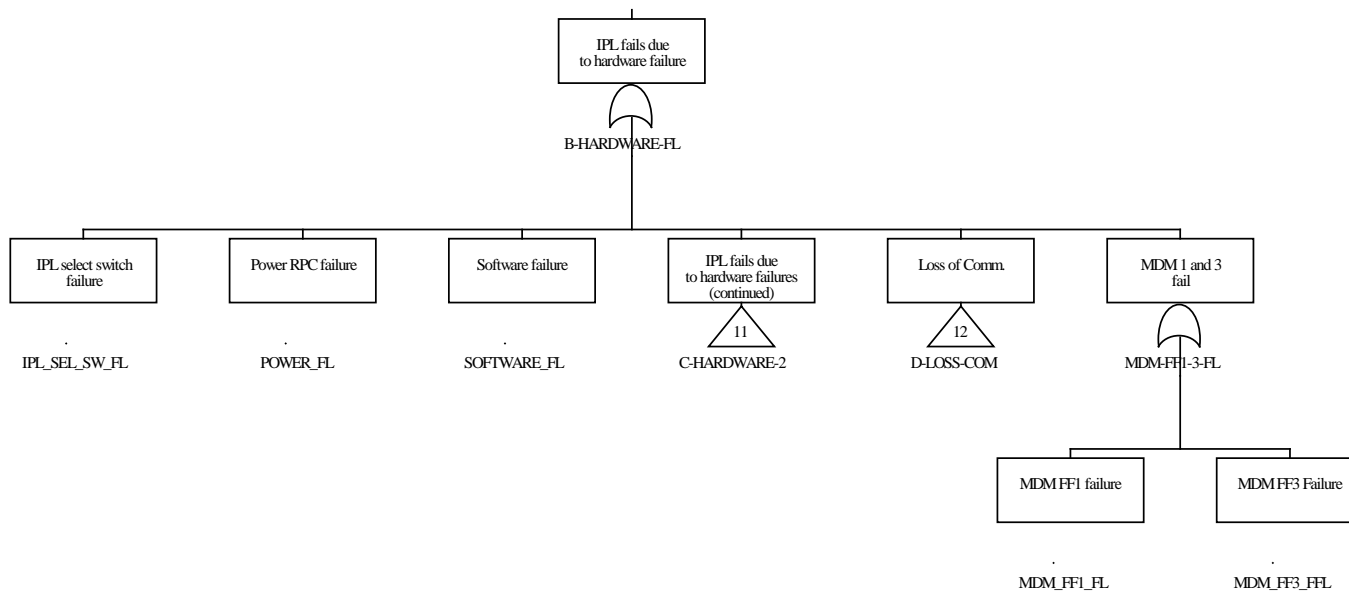 IPL fails due
to hardware failure
B-HARDWARE-FL
IPL select switch
failure
IPL_SEL_SW_FL
Power RPC failure
POWER_FL
Software failure
SOFTWARE_FL
IPL fails due
to hardware failures
(continued)
11
C-HARDWARE-2
Loss of Comm.
12
D-LOSS-COM
MDM 1 and 3
fail
MDM-FF1-3-FL
MDM FF1 failure
MDM_FF1_FL
MDM FF3 Failure
MDM_FF3_FFL